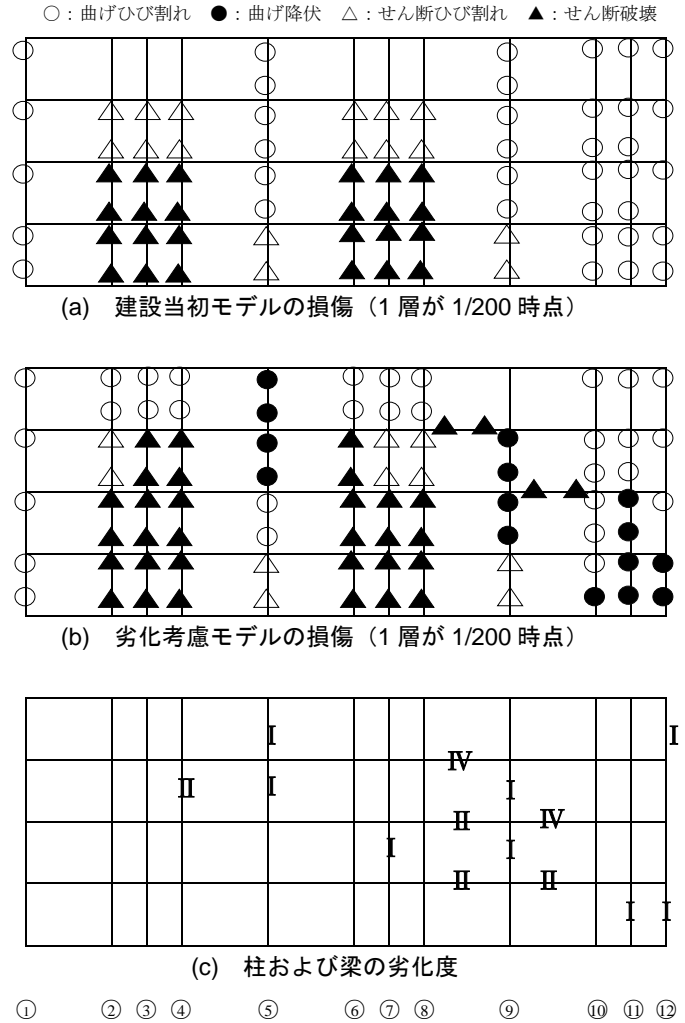 ○：曲げひび割れ ●：曲げ降伏 △：せん断ひび割れ ▲：せん断破壊
(a) 建設当初モデルの損傷（1 層が 1/200 時点）
(b) 劣化考慮モデルの損傷（1 層が 1/200 時点）
Ⅰ Ⅰ
Ⅳ
Ⅱ Ⅰ Ⅰ
Ⅱ Ⅳ
Ⅰ Ⅰ
Ⅱ Ⅱ
Ⅰ Ⅰ
(c) 柱および梁の劣化度
① ② ③ ④ ⑤ ⑥ ⑦ ⑧ ⑨ ⑩ ⑪ ⑫